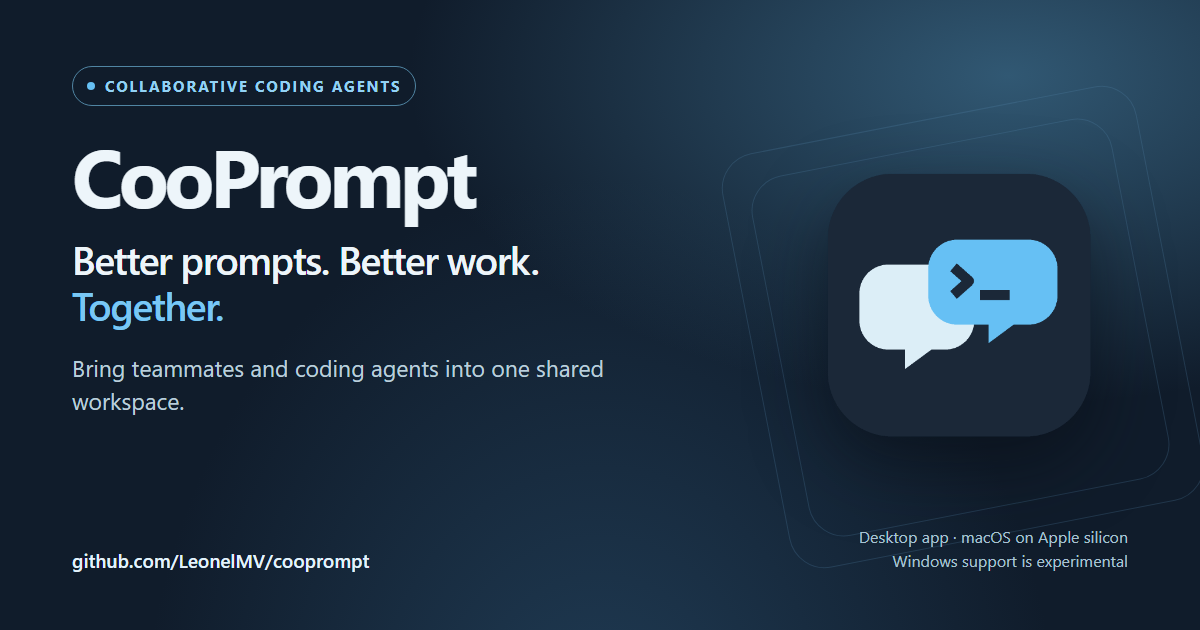 COLLABORATIVE CODING AGENTS
CooPrompt
Better prompts. Better work.
Together.
Bring teammates and coding agents into one shared
workspace.
>_
github.com/LeonelMV/cooprompt
Desktop app · macOS on Apple silicon
Windows support is experimental